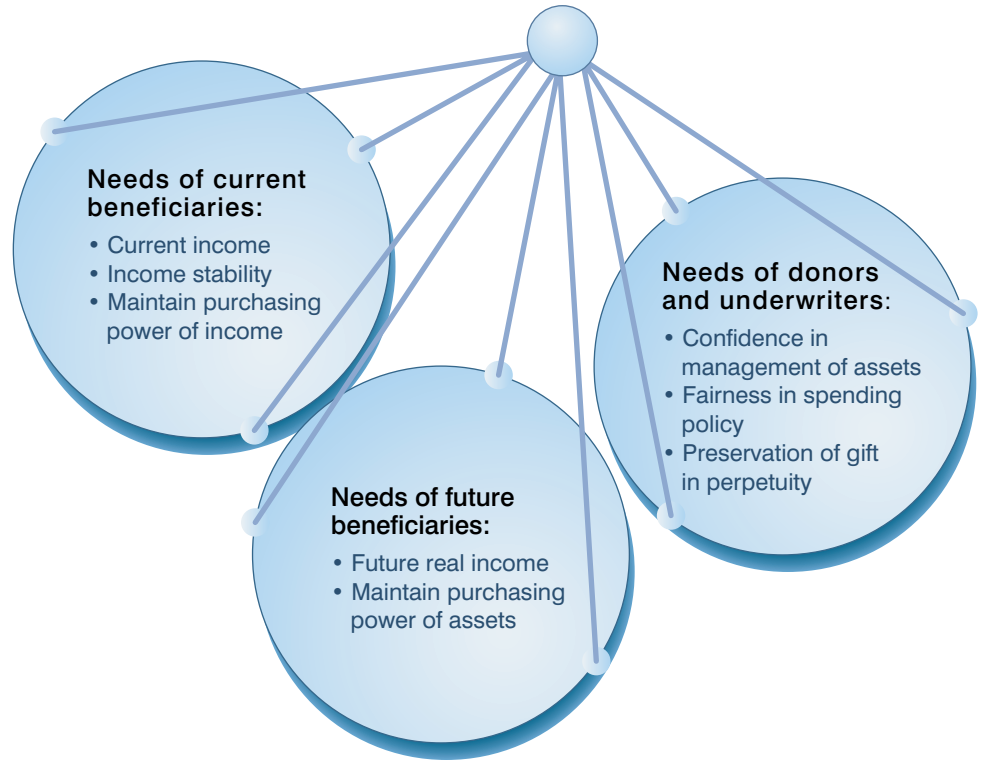 Needs of current
beneficiaries:
• Current income
• Income stability
• Maintain purchasing
power of income
Needs of future
beneficiaries:
• Future real income
• Maintain purchasing
power of assets
Needs of donors
and underwriters:
• Confidence in
management of assets
• Fairness in spending
policy
• Preservation of gift
in perpetuity